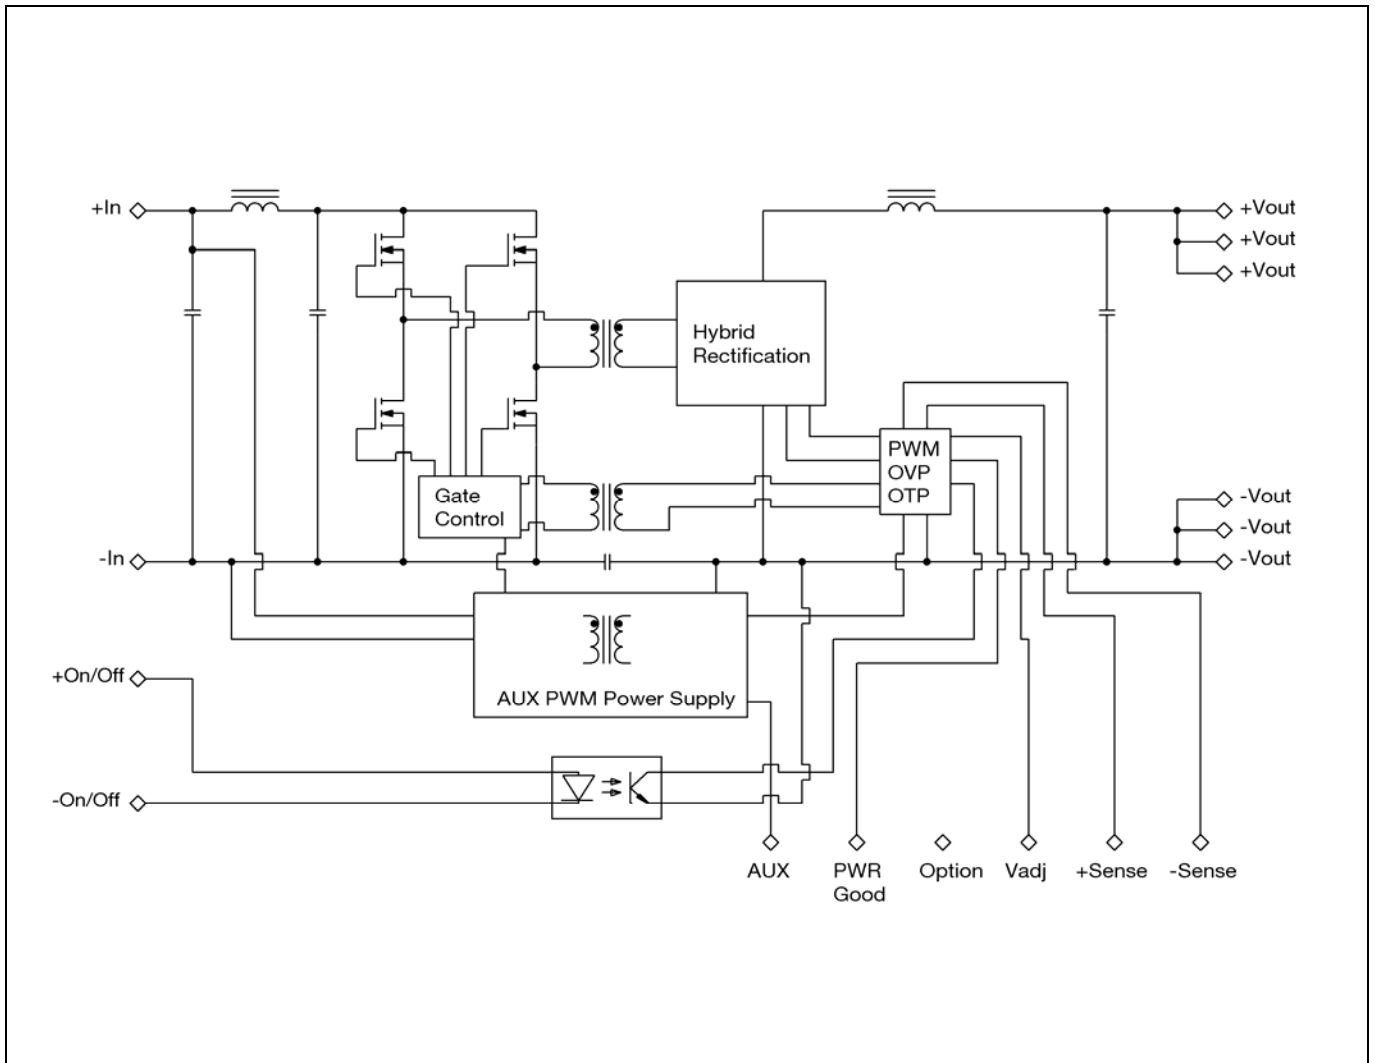 +In
+Vout
+Vout
+Vout
Hybrid
Rectification
PWM
OVP
OTP
Gate
Control
-Vout
-Vout
-In
-Vout
+On/Off
AUX PWM Power Supply
-On/Off
AUX
PWR
Good
Option
Vadj
+Sense
-Sense